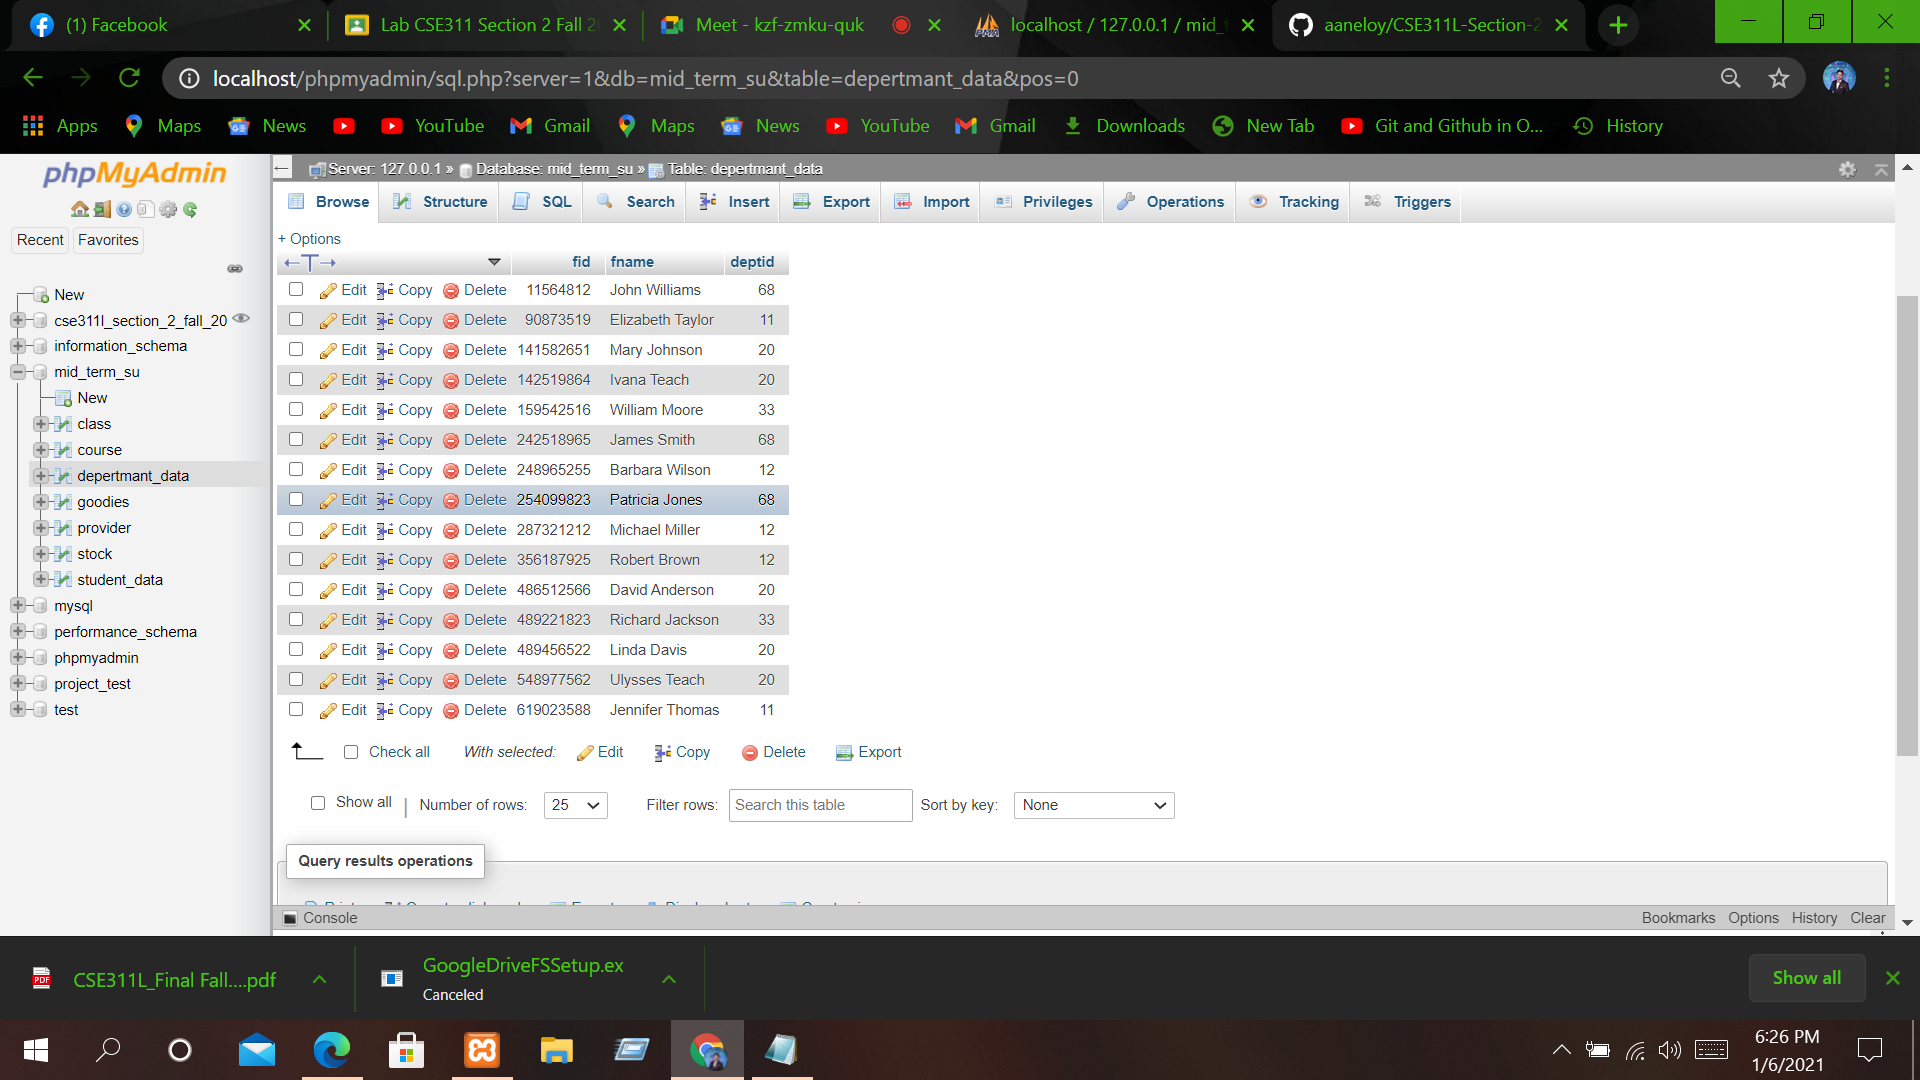 (1) Facebook
Lab CSE311 Section 2 Fall 2
Meet - kzf-zmku-quk
localhost / 127.0.0.1 / mid_t
aaneloy/CSE311L-Section-2
localhost/phpmyadmin/sql.php?server=1&db=mid_term_su&table=depertmant_data&pos=0
Apps Maps News YouTube Gmail Maps News YouTube Gmail Downloads New Tab Git and Github in O... History
phpMyAdmin
Recent Favorites
New
cse311l_section_2_fall_20
information_schema
mid_term_su
New
class
course
depertmant_data
goodies
provider
stock
student_data
mysql
performance_schema
phpmyadmin
project_test
test
Server: 127.0.0.1 » Database: mid_term_su » Table: depertmant_data
Browse Structure SQL Search Insert Export Import Privileges Operations Tracking Triggers
+ Options
←T→ fid fname deptid
Edit Copy Delete 11564812 John Williams 68
Edit Copy Delete 90873519 Elizabeth Taylor 11
Edit Copy Delete 141582651 Mary Johnson 20
Edit Copy Delete 142519864 Ivana Teach 20
Edit Copy Delete 159542516 William Moore 33
Edit Copy Delete 242518965 James Smith 68
Edit Copy Delete 248965255 Barbara Wilson 12
Edit Copy Delete 254099823 Patricia Jones 68
Edit Copy Delete 287321212 Michael Miller 12
Edit Copy Delete 356187925 Robert Brown 12
Edit Copy Delete 486512566 David Anderson 20
Edit Copy Delete 489221823 Richard Jackson 33
Edit Copy Delete 489456522 Linda Davis 20
Edit Copy Delete 548977562 Ulysses Teach 20
Edit Copy Delete 619023588 Jennifer Thomas 11
Check all With selected: Edit Copy Delete Export
Show all | Number of rows: 25 Filter rows: Search this table Sort by key: None
Query results operations
Console Bookmarks Options History Clear
PDF
CSE311L_Final Fall....pdf
GoogleDriveFSSetup.ex
Canceled
Show all
6:26 PM
1/6/2021